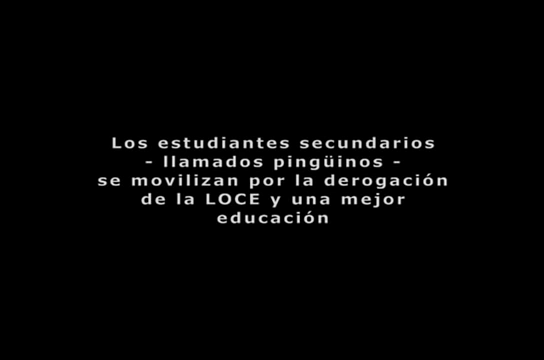 Los estudiantes secundarios
- llamados pingüinos -
se movilizan por la derogación
de la LOCE y una mejor
educación